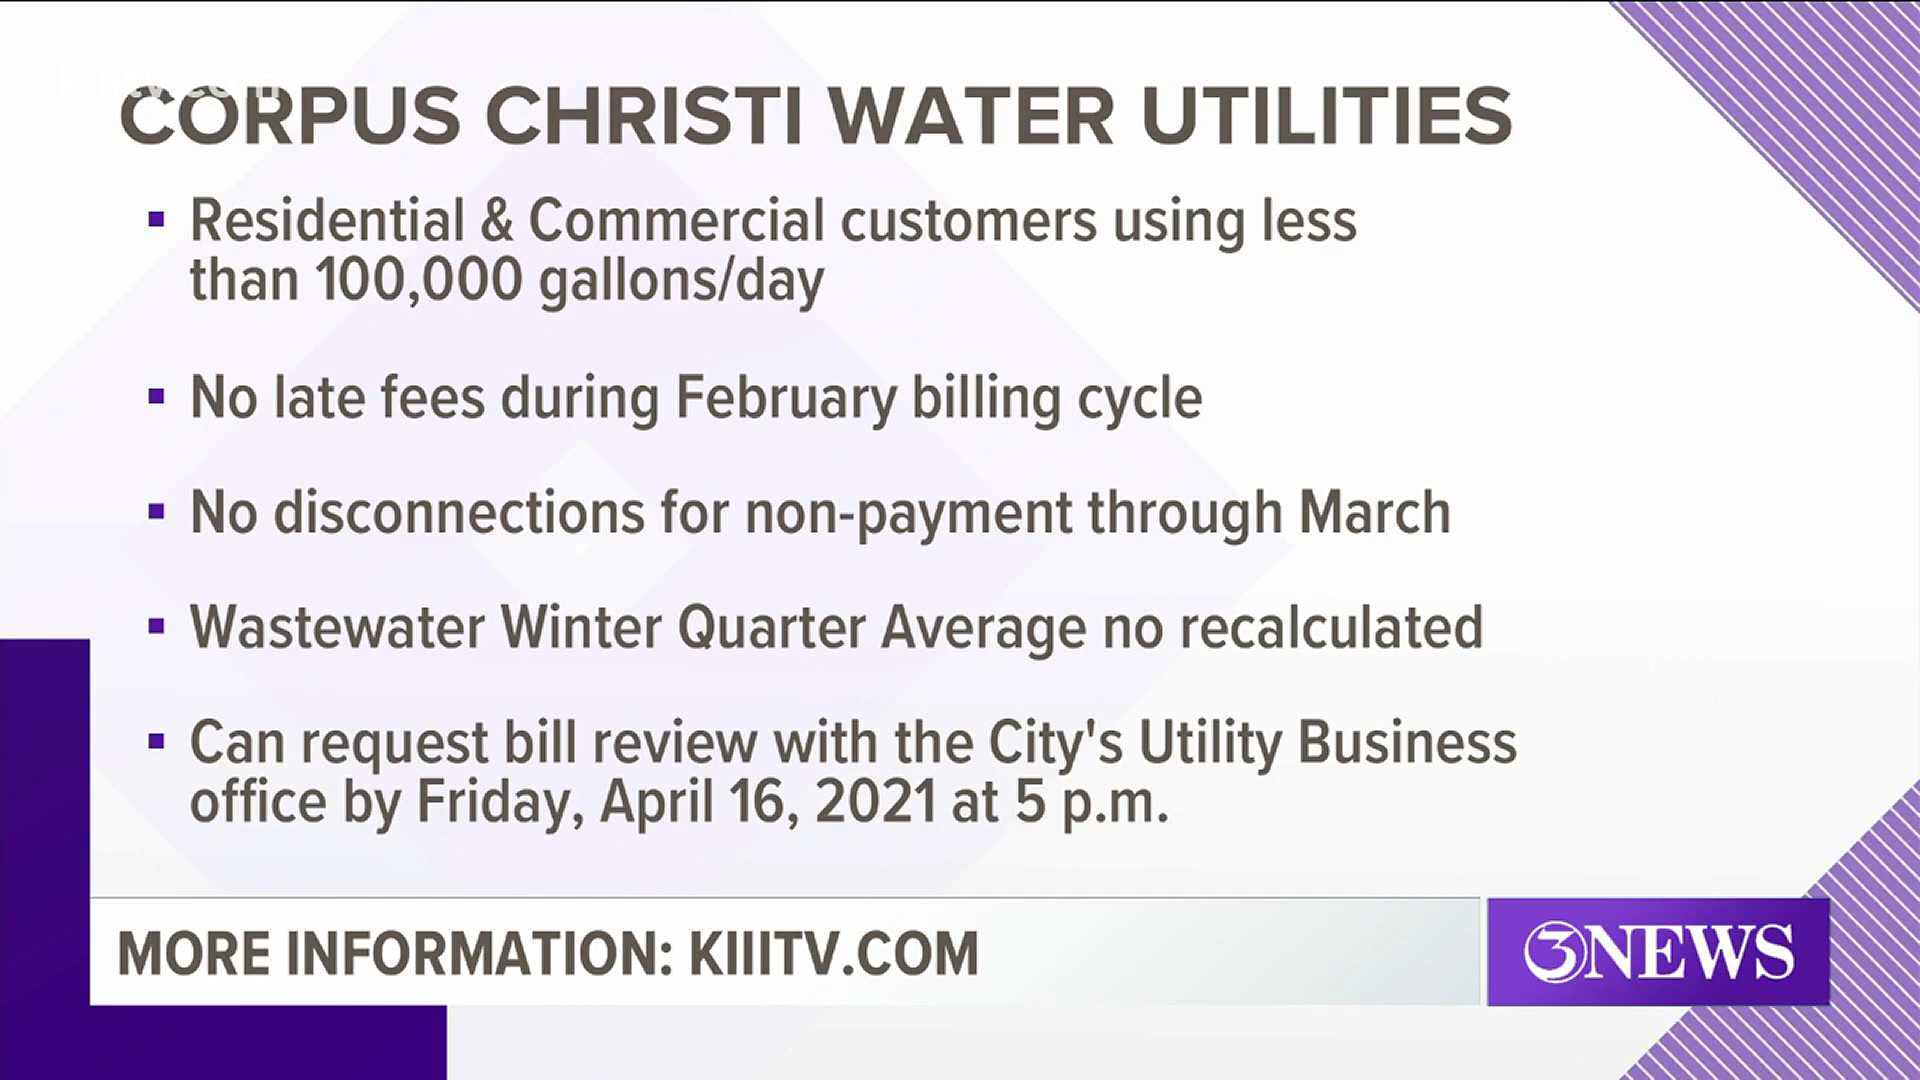 kiiitv.com
CORPUS CHRISTI WATER UTILITIES
▪ Residential & Commercial customers using less
than 100,000 gallons/day
▪ No late fees during February billing cycle
▪ No disconnections for non-payment through March
▪ Wastewater Winter Quarter Average no recalculated
▪ Can request bill review with the City's Utility Business
office by Friday, April 16, 2021 at 5 p.m.
MORE INFORMATION: KIIITV.COM
3NEWS